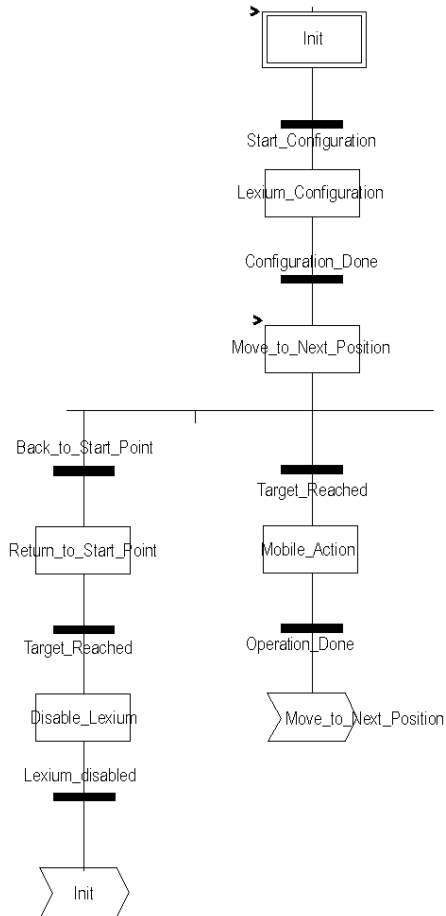 Init
Start_Configuration
Lexium_Configuration
Configuration_Done
Move_to_Next_Position
Back_to_Start_Point
Target_Reached
Return_to_Start_Point
Mobile_Action
Target_Reached
Operation_Done
Disable_Lexium
Move_to_Next_Position
Lexium_disabled
Init